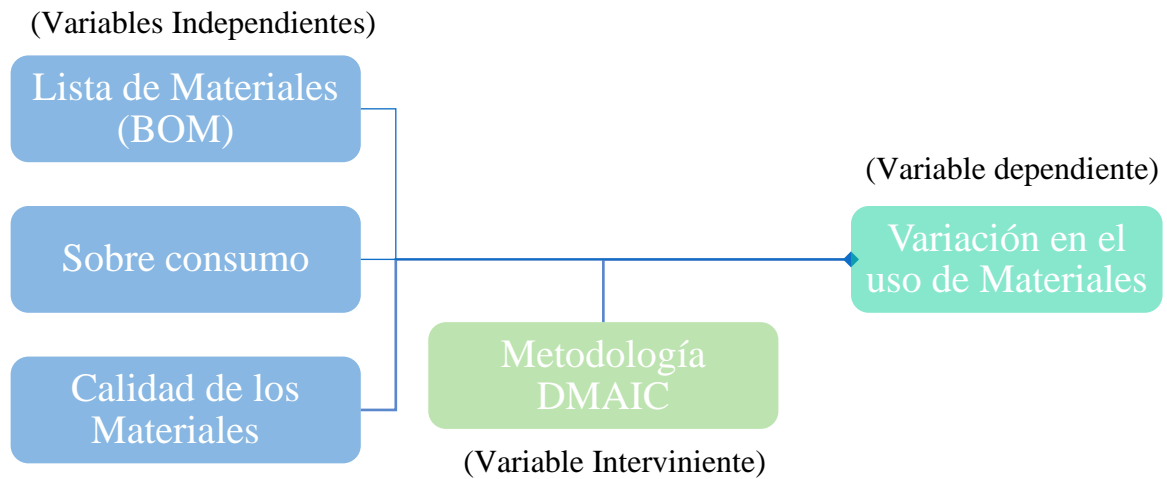 (Variables Independientes)
Lista de Materiales
(BOM)
Sobre consumo
Calidad de los
Materiales
Metodología
DMAIC
(Variable Interviniente)
(Variable dependiente)
Variación en el
uso de Materiales